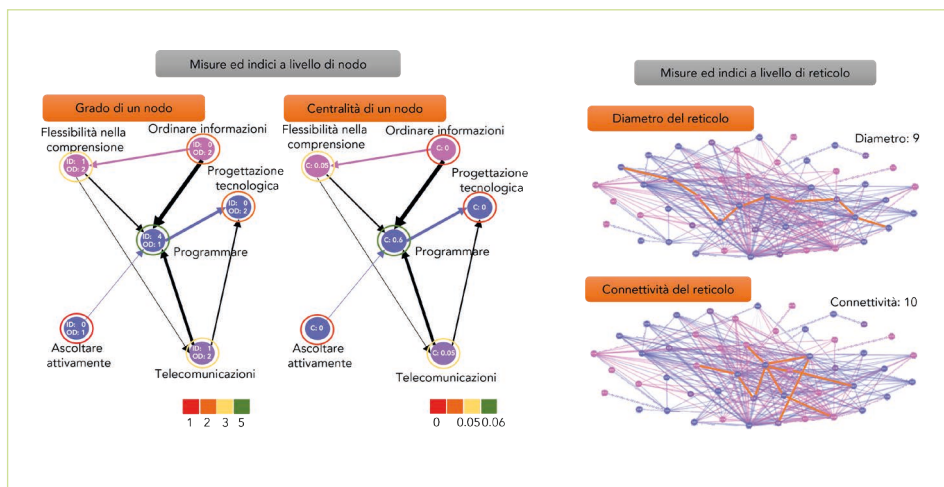 Misure ed indici a livello di nodo
Grado di un nodo
Flessibilità nella
comprensione
Ordinare informazioni
ID: 1
OD: 2
ID: 0
OD: 2
Progettazione
tecnologica
ID: 0
OD: 2
ID: 4
OD: 1
Programmare
ID: 0
OD: 1
Ascoltare
attivamente
ID: 1
OD: 2
Telecomunicazioni
1 2 3 5
Centralità di un nodo
Flessibilità nella
comprensione
Ordinare informazioni
C: 0.05
C: 0
Progettazione
tecnologica
C: 0
C: 0.6
Programmare
C: 0
Ascoltare
attivamente
C: 0.05
Telecomunicazioni
0 0.05 0.06
Misure ed indici a livello di reticolo
Diametro del reticolo
Diametro: 9
Connettività del reticolo
Connettività: 10